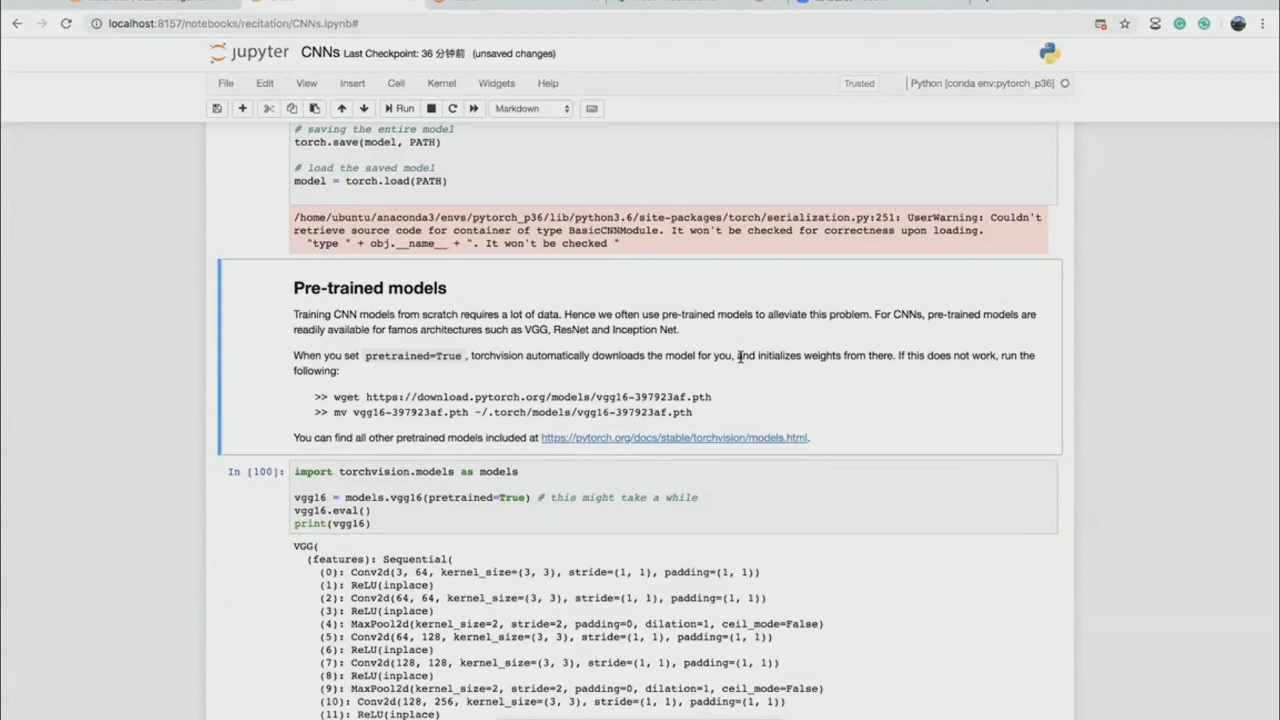 localhost:8157/notebooks/recitation/CNNs.ipynb#
jupyter CNNs Last Checkpoint: 36 分钟前 (unsaved changes)
File Edit View Insert Cell Kernel Widgets Help Trusted Python [conda env:pytorch_p36]
Run Markdown
# saving the entire model
torch.save(model, PATH)
# load the saved model
model = torch.load(PATH)
/home/ubuntu/anaconda3/envs/pytorch_p36/lib/python3.6/site-packages/torch/serialization.py:251: UserWarning: Couldn't
retrieve source code for container of type BasicCNNModule. It won't be checked for correctness upon loading.
"type " + obj.__name__ + ". It won't be checked "
Pre-trained models
Training CNN models from scratch requires a lot of data. Hence we often use pre-trained models to alleviate this problem. For CNNs, pre-trained models are
readily available for famos architectures such as VGG, ResNet and Inception Net.
When you set pretrained=True , torchvision automatically downloads the model for you, and initializes weights from there. If this does not work, run the
following:
>> wget https://download.pytorch.org/models/vgg16-397923af.pth
>> mv vgg16-397923af.pth ~/.torch/models/vgg16-397923af.pth
You can find all other pretrained models included at https://pytorch.org/docs/stable/torchvision/models.html.
In [100]: import torchvision.models as models
vgg16 = models.vgg16(pretrained=True) # this might take a while
vgg16.eval()
print(vgg16)
VGG(
(features): Sequential(
(0): Conv2d(3, 64, kernel_size=(3, 3), stride=(1, 1), padding=(1, 1))
(1): ReLU(inplace)
(2): Conv2d(64, 64, kernel_size=(3, 3), stride=(1, 1), padding=(1, 1))
(3): ReLU(inplace)
(4): MaxPool2d(kernel_size=2, stride=2, padding=0, dilation=1, ceil_mode=False)
(5): Conv2d(64, 128, kernel_size=(3, 3), stride=(1, 1), padding=(1, 1))
(6): ReLU(inplace)
(7): Conv2d(128, 128, kernel_size=(3, 3), stride=(1, 1), padding=(1, 1))
(8): ReLU(inplace)
(9): MaxPool2d(kernel_size=2, stride=2, padding=0, dilation=1, ceil_mode=False)
(10): Conv2d(128, 256, kernel_size=(3, 3), stride=(1, 1), padding=(1, 1))
(11): ReLU(inplace)